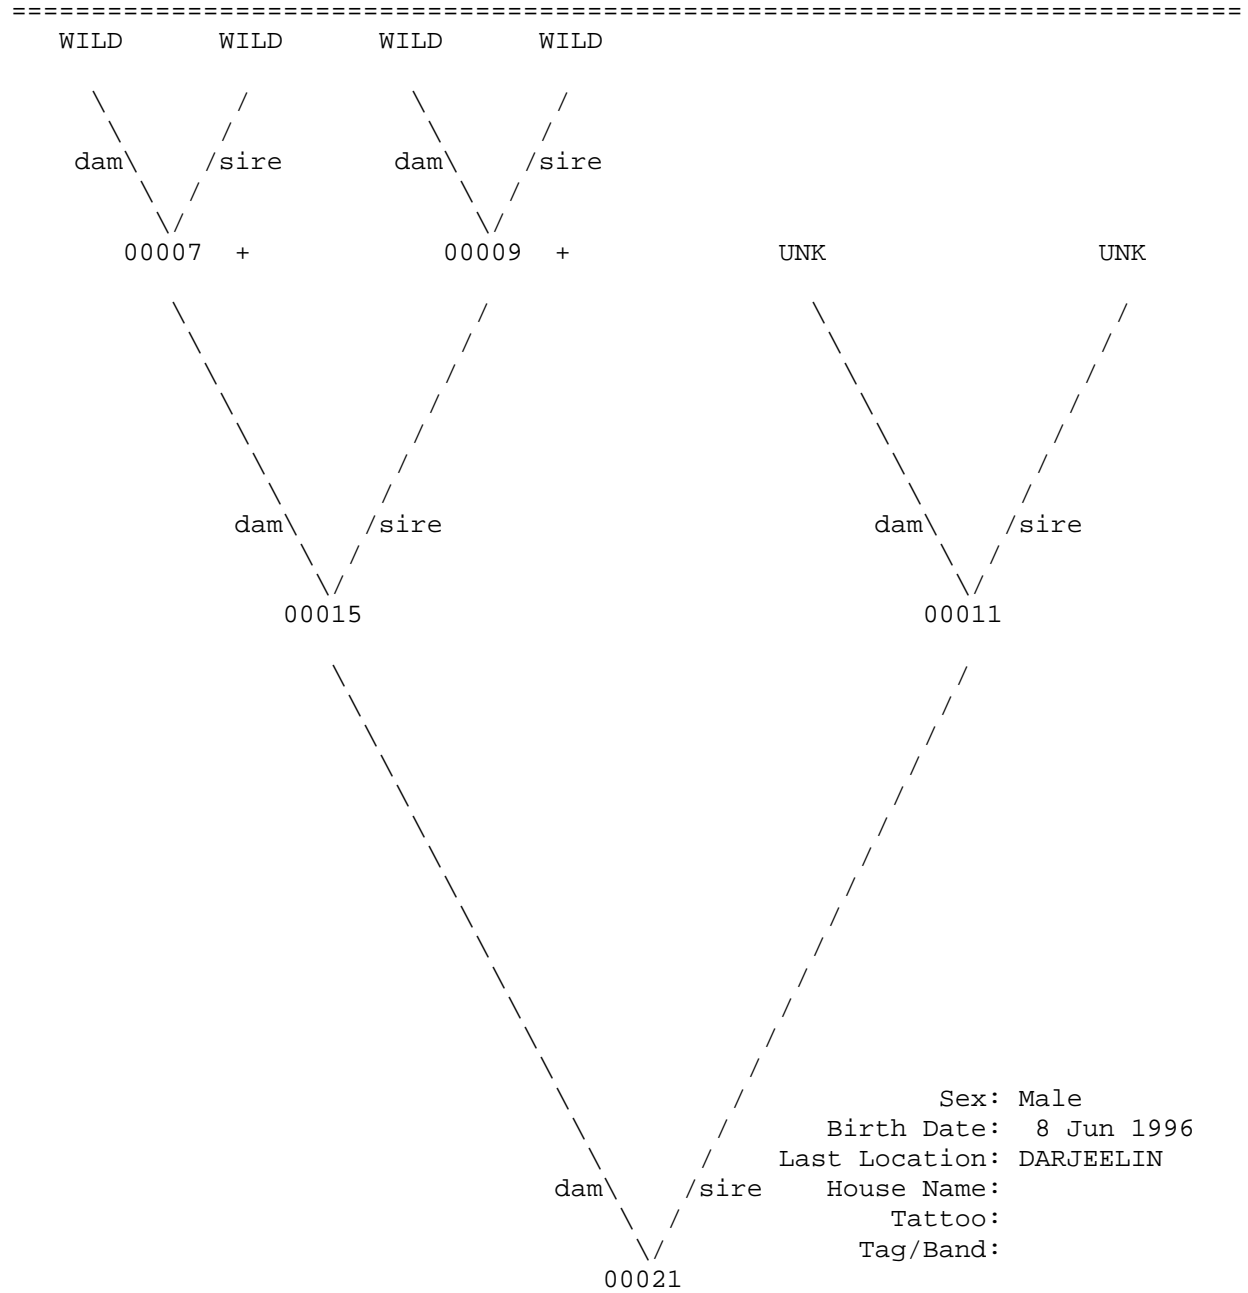 ==============================================================================
WILD WILD WILD WILD
dam sire dam sire
00007 + 00009 + UNK UNK
dam sire dam sire
00015 00011
Sex: Male
Birth Date: 8 Jun 1996
Last Location: DARJEELIN
dam sire House Name:
Tattoo:
Tag/Band:
00021